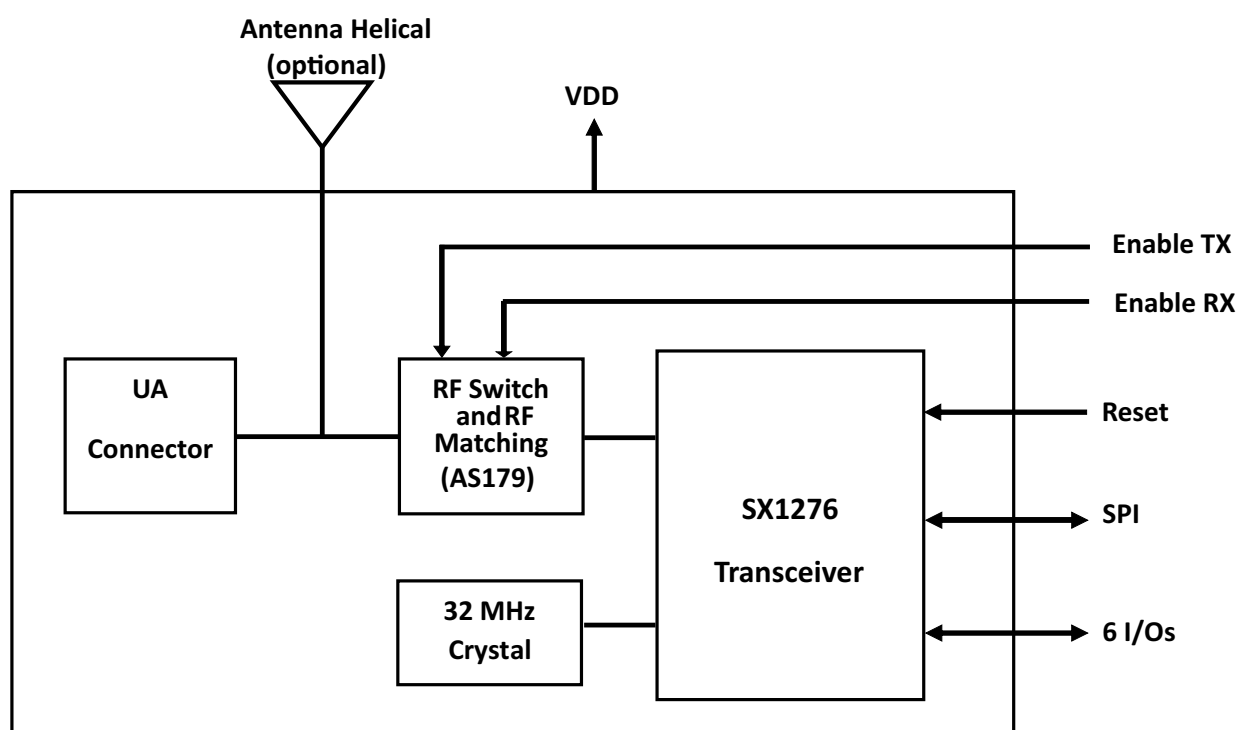 Antenna Helical
(optional)
VDD
Enable TX
Enable RX
UA
Connector
RF Switch
and RF
Matching
(AS179)
SX1276
Transceiver
Reset
SPI
32 MHz
Crystal
6 I/Os